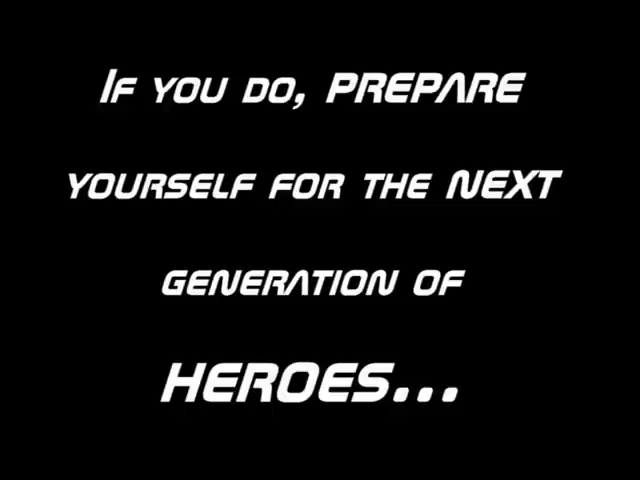 If you do, PREPARE
yourself for the NEXT
generation of
HEROES...